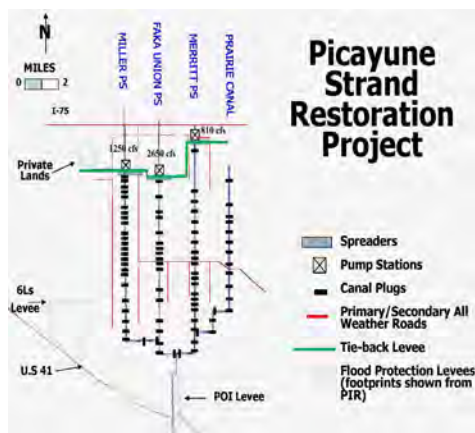 N
MILES
0 2
I-75
MILLER PS
FAKA UNION PS
MERRITT PS
PRAIRIE CANAL
Picayune
Strand
Restoration
Project
810 cfs
1250 cfs
2650 cfs
Private
Lands
Spreaders
Pump Stations
Canal Plugs
Primary/Secondary All
Weather Roads
Tie-back Levee
Flood Protection Levees
(footprints shown from
PIR)
6Ls
Levee
U.S 41
POI Levee